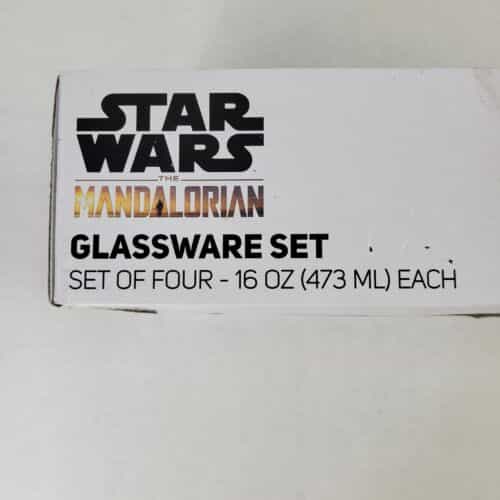 STAR
WARS
THE
MANDALORIAN
GLASSWARE SET
SET OF FOUR - 16 OZ (473 ML) EACH